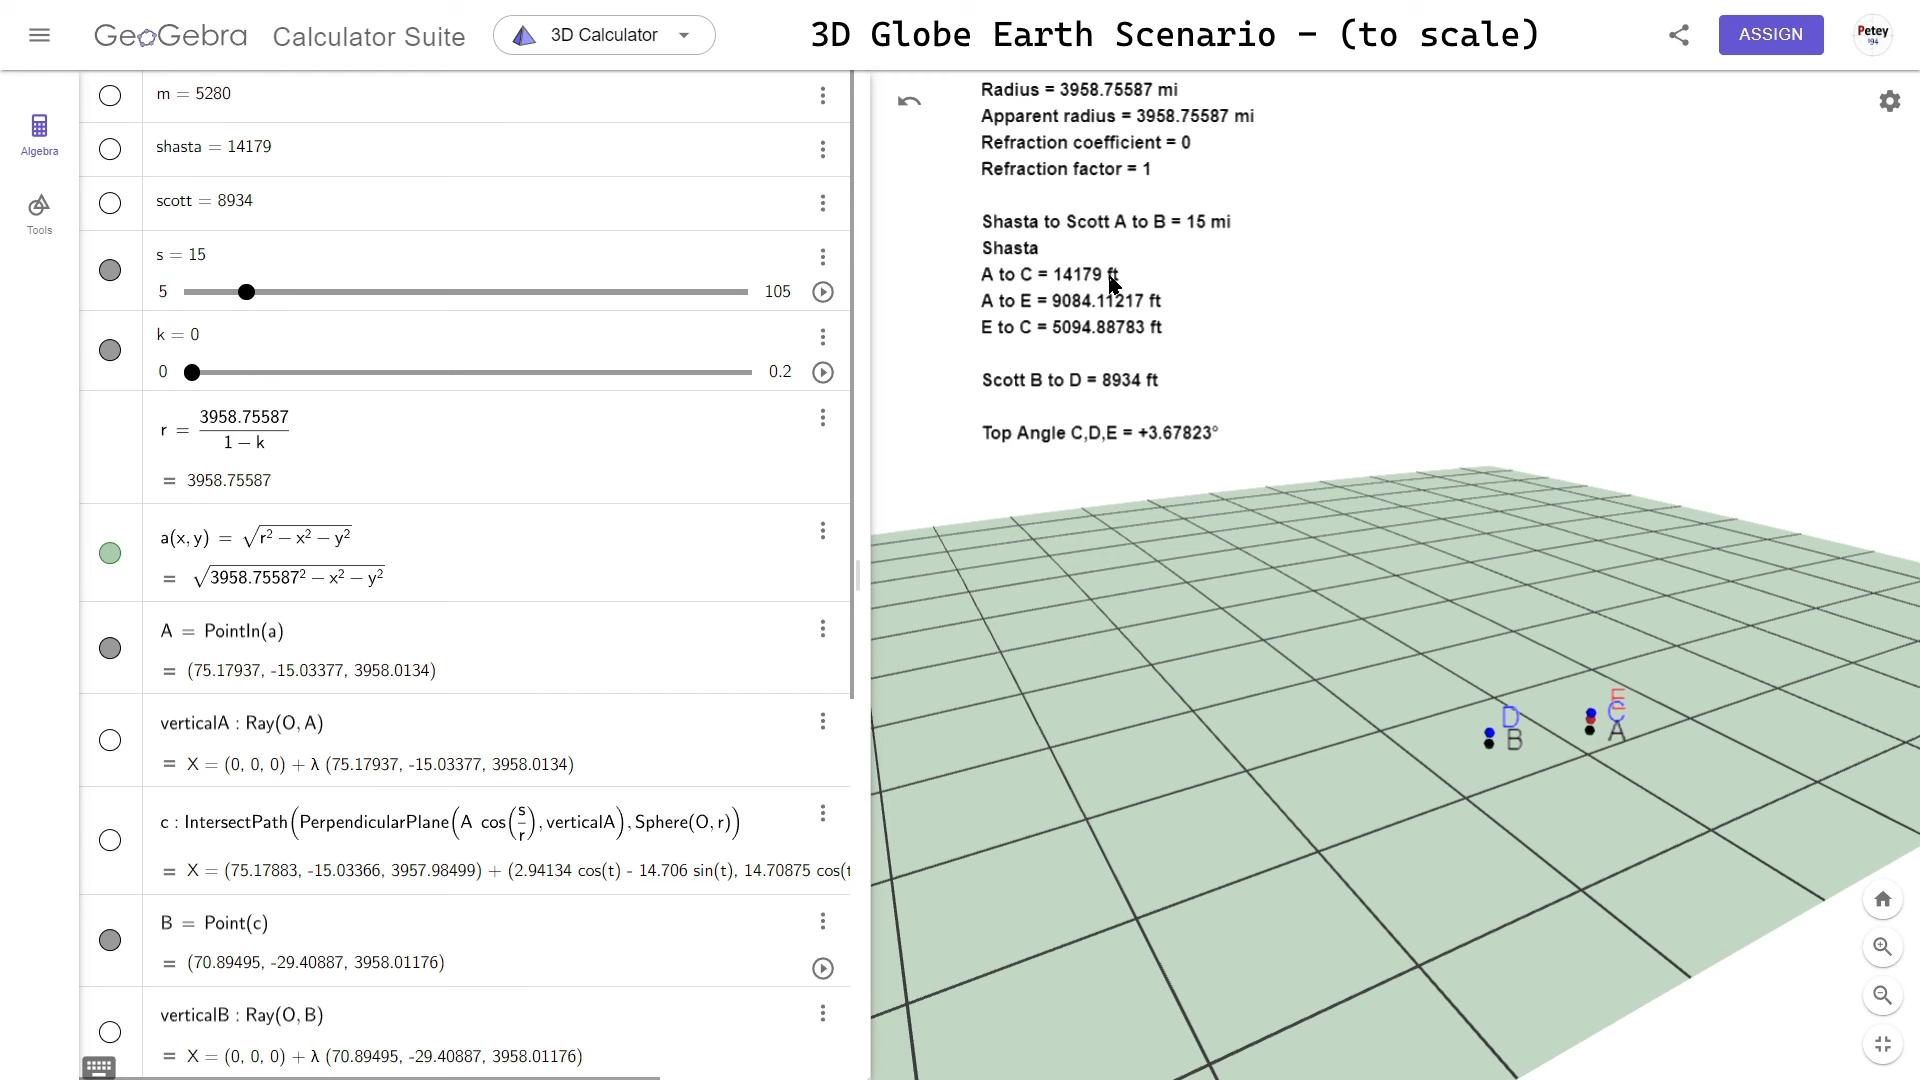 GeoGebra Calculator Suite 3D Calculator 3D Globe Earth Scenario - (to scale) ASSIGN Petey '94
Algebra
Tools
m = 5280
shasta = 14179
scott = 8934
s = 15
5 105
k = 0
0 0.2
r = 3958.75587 / 1 − k
= 3958.75587
a(x, y) = √r² − x² − y²
= √3958.75587² − x² − y²
A = PointIn(a)
= (75.17937, -15.03377, 3958.0134)
verticalA : Ray(O, A)
= X = (0, 0, 0) + λ (75.17937, -15.03377, 3958.0134)
c : IntersectPath(PerpendicularPlane(A cos(s/r), verticalA), Sphere(O, r))
= X = (75.17883, -15.03366, 3957.98499) + (2.94134 cos(t) - 14.706 sin(t), 14.70875 cos(t
B = Point(c)
= (70.89495, -29.40887, 3958.01176)
verticalB : Ray(O, B)
= X = (0, 0, 0) + λ (70.89495, -29.40887, 3958.01176)
Radius = 3958.75587 mi
Apparent radius = 3958.75587 mi
Refraction coefficient = 0
Refraction factor = 1
Shasta to Scott A to B = 15 mi
Shasta
A to C = 14179 ft
A to E = 9084.11217 ft
E to C = 5094.88783 ft
Scott B to D = 8934 ft
Top Angle C,D,E = +3.67823°
E
D C
B A